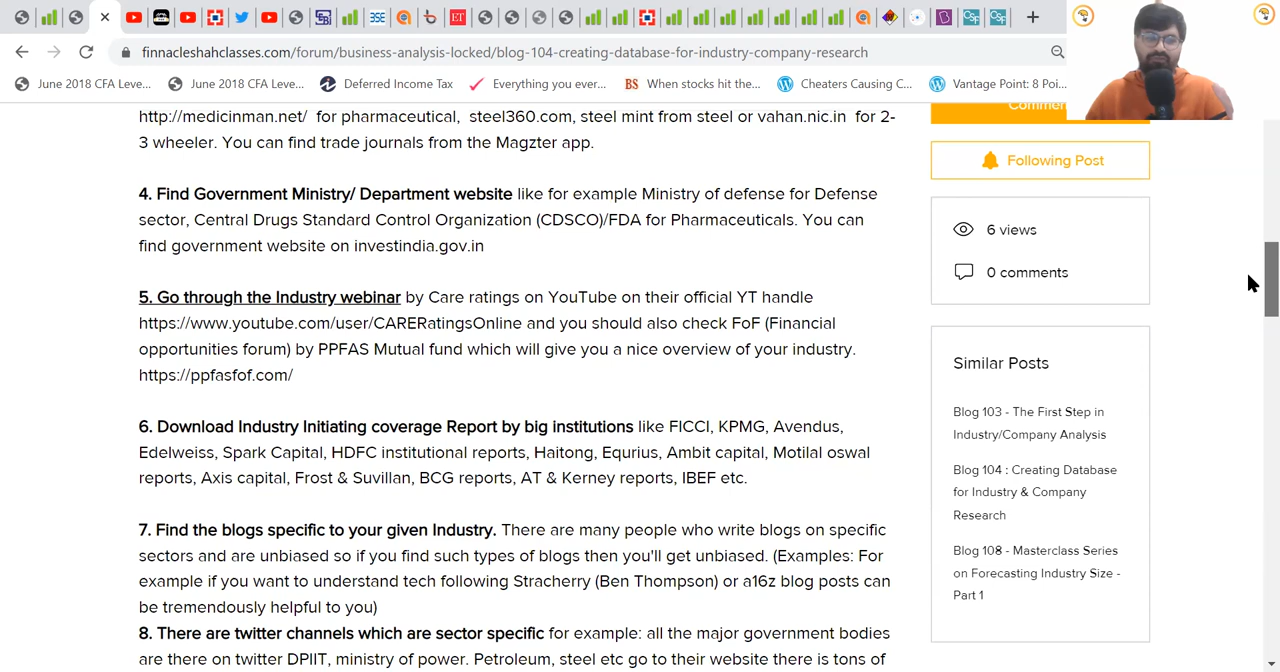 finnacleshahclasses.com/forum/business-analysis-locked/blog-104-creating-database-for-industry-company-research
June 2018 CFA Leve...
June 2018 CFA Leve...
Deferred Income Tax
Everything you ever...
BS When stocks hit the...
Cheaters Causing C...
Vantage Point: 8 Poi...
http://medicinman.net/ for pharmaceutical, steel360.com, steel mint from steel or vahan.nic.in for 2-
3 wheeler. You can find trade journals from the Magzter app.
4. Find Government Ministry/ Department website like for example Ministry of defense for Defense
sector, Central Drugs Standard Control Organization (CDSCO)/FDA for Pharmaceuticals. You can
find government website on investindia.gov.in
5. Go through the Industry webinar by Care ratings on YouTube on their official YT handle
https://www.youtube.com/user/CARERatingsOnline and you should also check FoF (Financial
opportunities forum) by PPFAS Mutual fund which will give you a nice overview of your industry.
https://ppfasfof.com/
6. Download Industry Initiating coverage Report by big institutions like FICCI, KPMG, Avendus,
Edelweiss, Spark Capital, HDFC institutional reports, Haitong, Equrius, Ambit capital, Motilal oswal
reports, Axis capital, Frost & Suvillan, BCG reports, AT & Kerney reports, IBEF etc.
7. Find the blogs specific to your given Industry. There are many people who write blogs on specific
sectors and are unbiased so if you find such types of blogs then you'll get unbiased. (Examples: For
example if you want to understand tech following Stracherry (Ben Thompson) or a16z blog posts can
be tremendously helpful to you)
8. There are twitter channels which are sector specific for example: all the major government bodies
are there on twitter DPIIT, ministry of power. Petroleum, steel etc go to their website there is tons of
Following Post
6 views
0 comments
Similar Posts
Blog 103 - The First Step in
Industry/Company Analysis
Blog 104 : Creating Database
for Industry & Company
Research
Blog 108 - Masterclass Series
on Forecasting Industry Size -
Part 1